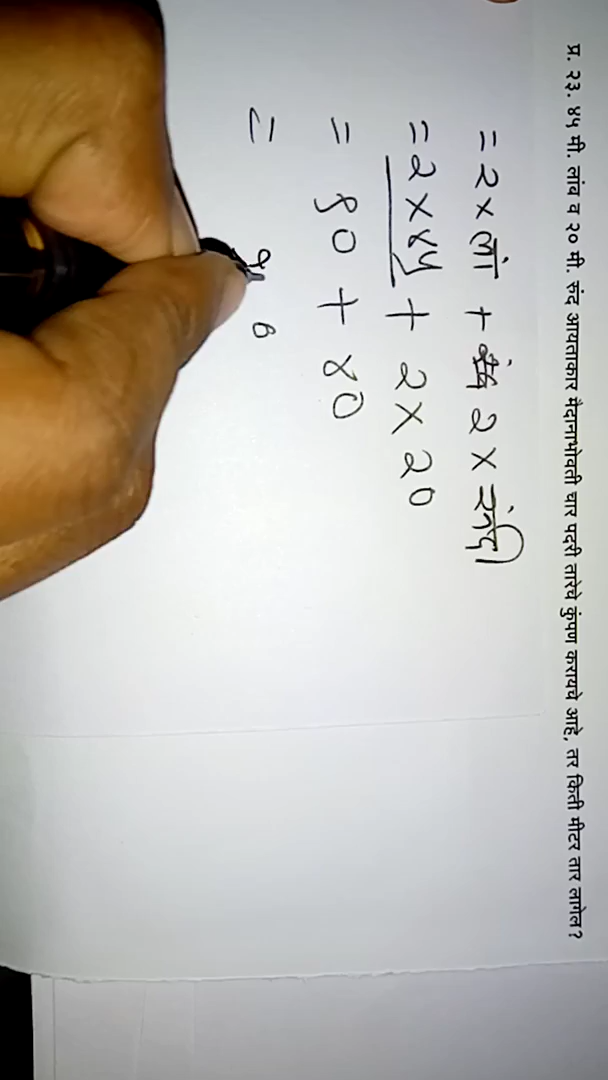 प्र. २३. ४५ मी. लांब व २० मी. रुंद आयताकार मैदानाभोवती चार पदरी तारेचे कुंपण करायचे आहे, तर किती मीटर तार लागेल?
= २ × लां + २ × रुंदी
= २ × ४५ + २ × २०
= ९० + ४०
=